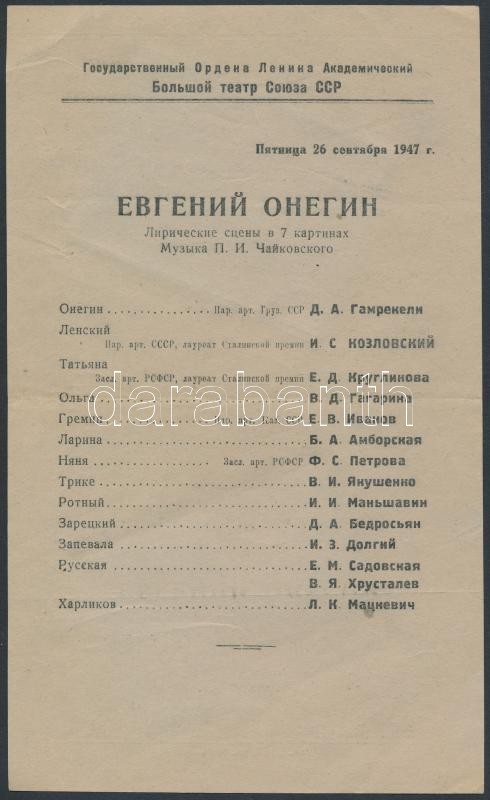 Государственный Ордена Ленина Академический
Большой театр Союза ССР
Пятница 26 сентября 1947 г.
ЕВГЕНИЙ ОНЕГИН
Лирические сцены в 7 картинах
Музыка П. И. Чайковского
Онегин .............. Нар. арт. Груз. ССР Д. А. Гамрекели
Ленский
Нар. арт. СССР, лауреат Сталинской премии И. С КОЗЛОВСКИЙ
Татьяна
Засл. арт. РСФСР, лауреат Сталинской премии Е. Д. Кругликова
Ольга .............. В. Д. Гагарина
darabanth
Гремин .............. арт. Каз. ССР Е. В. Иванов
Ларина .............. Б. А. Амборская
Няня .............. Засл. арт. РСФСР Ф. С. Петрова
Трике .............. В. И. Янушенко
Ротный .............. И. И. Маньшавин
Зарецкий .............. Д. А. Бедросьян
Запевала .............. И. З. Долгий
Русская .............. Е. М. Садовская
В. Я. Хрусталев
Харликов .............. Л. К. Мацкевич